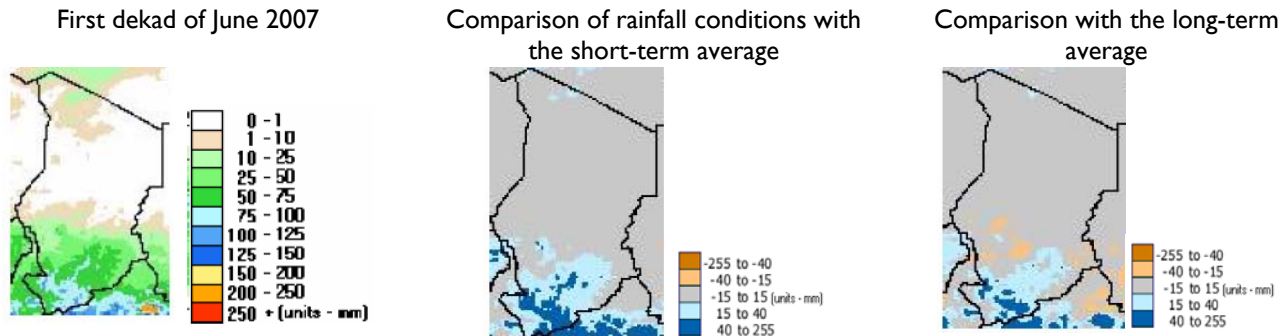 First dekad of June 2007
Comparison of rainfall conditions with
the short-term average
Comparison with the long-term
average
0 - 1
1 - 10
10 - 25
25 - 50
50 - 75
75 - 100
100 - 125
125 - 150
150 - 200
200 - 250
250 + (units - mm)
-255 to -40
-40 to -15
-15 to 15 (units - mm)
15 to 40
40 to 255
-255 to -40
-40 to -15
-15 to 15 (units - mm)
15 to 40
40 to 255